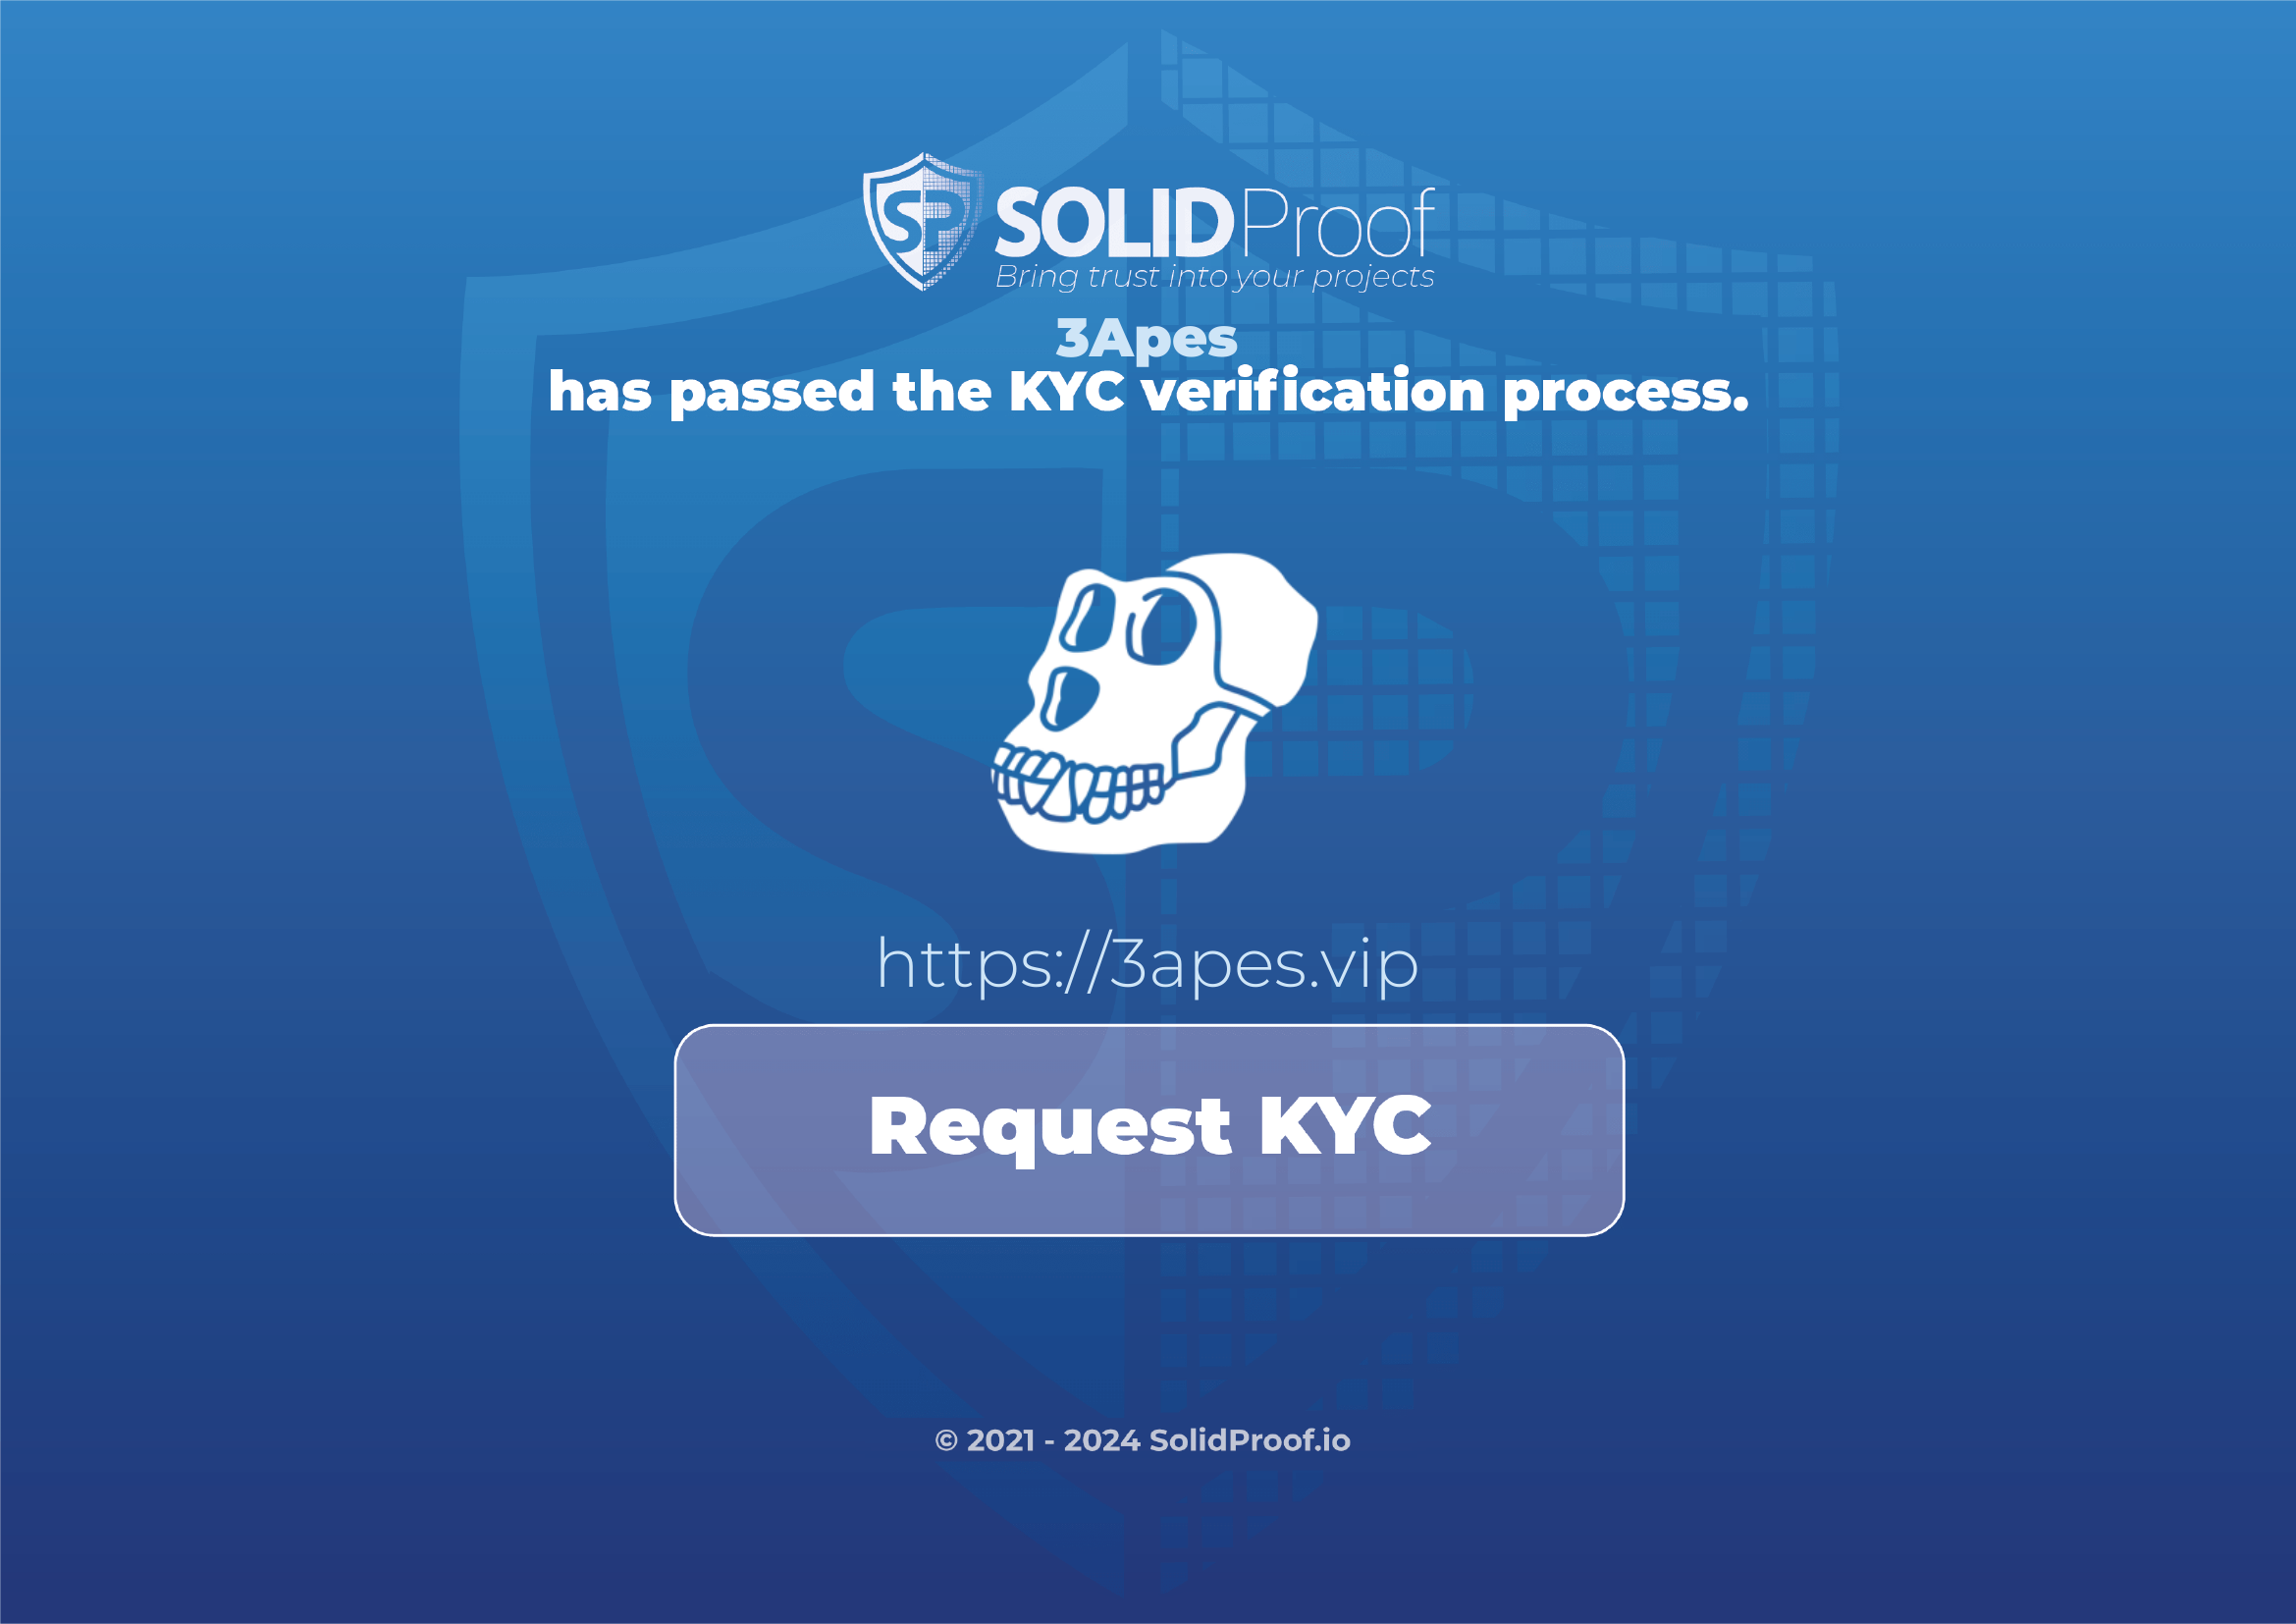 SP SOLIDProof
Bring trust into your projects
3Apes
has passed the KYC verification process.
https://3apes.vip
Request KYC
© 2021 - 2024 SolidProof.io